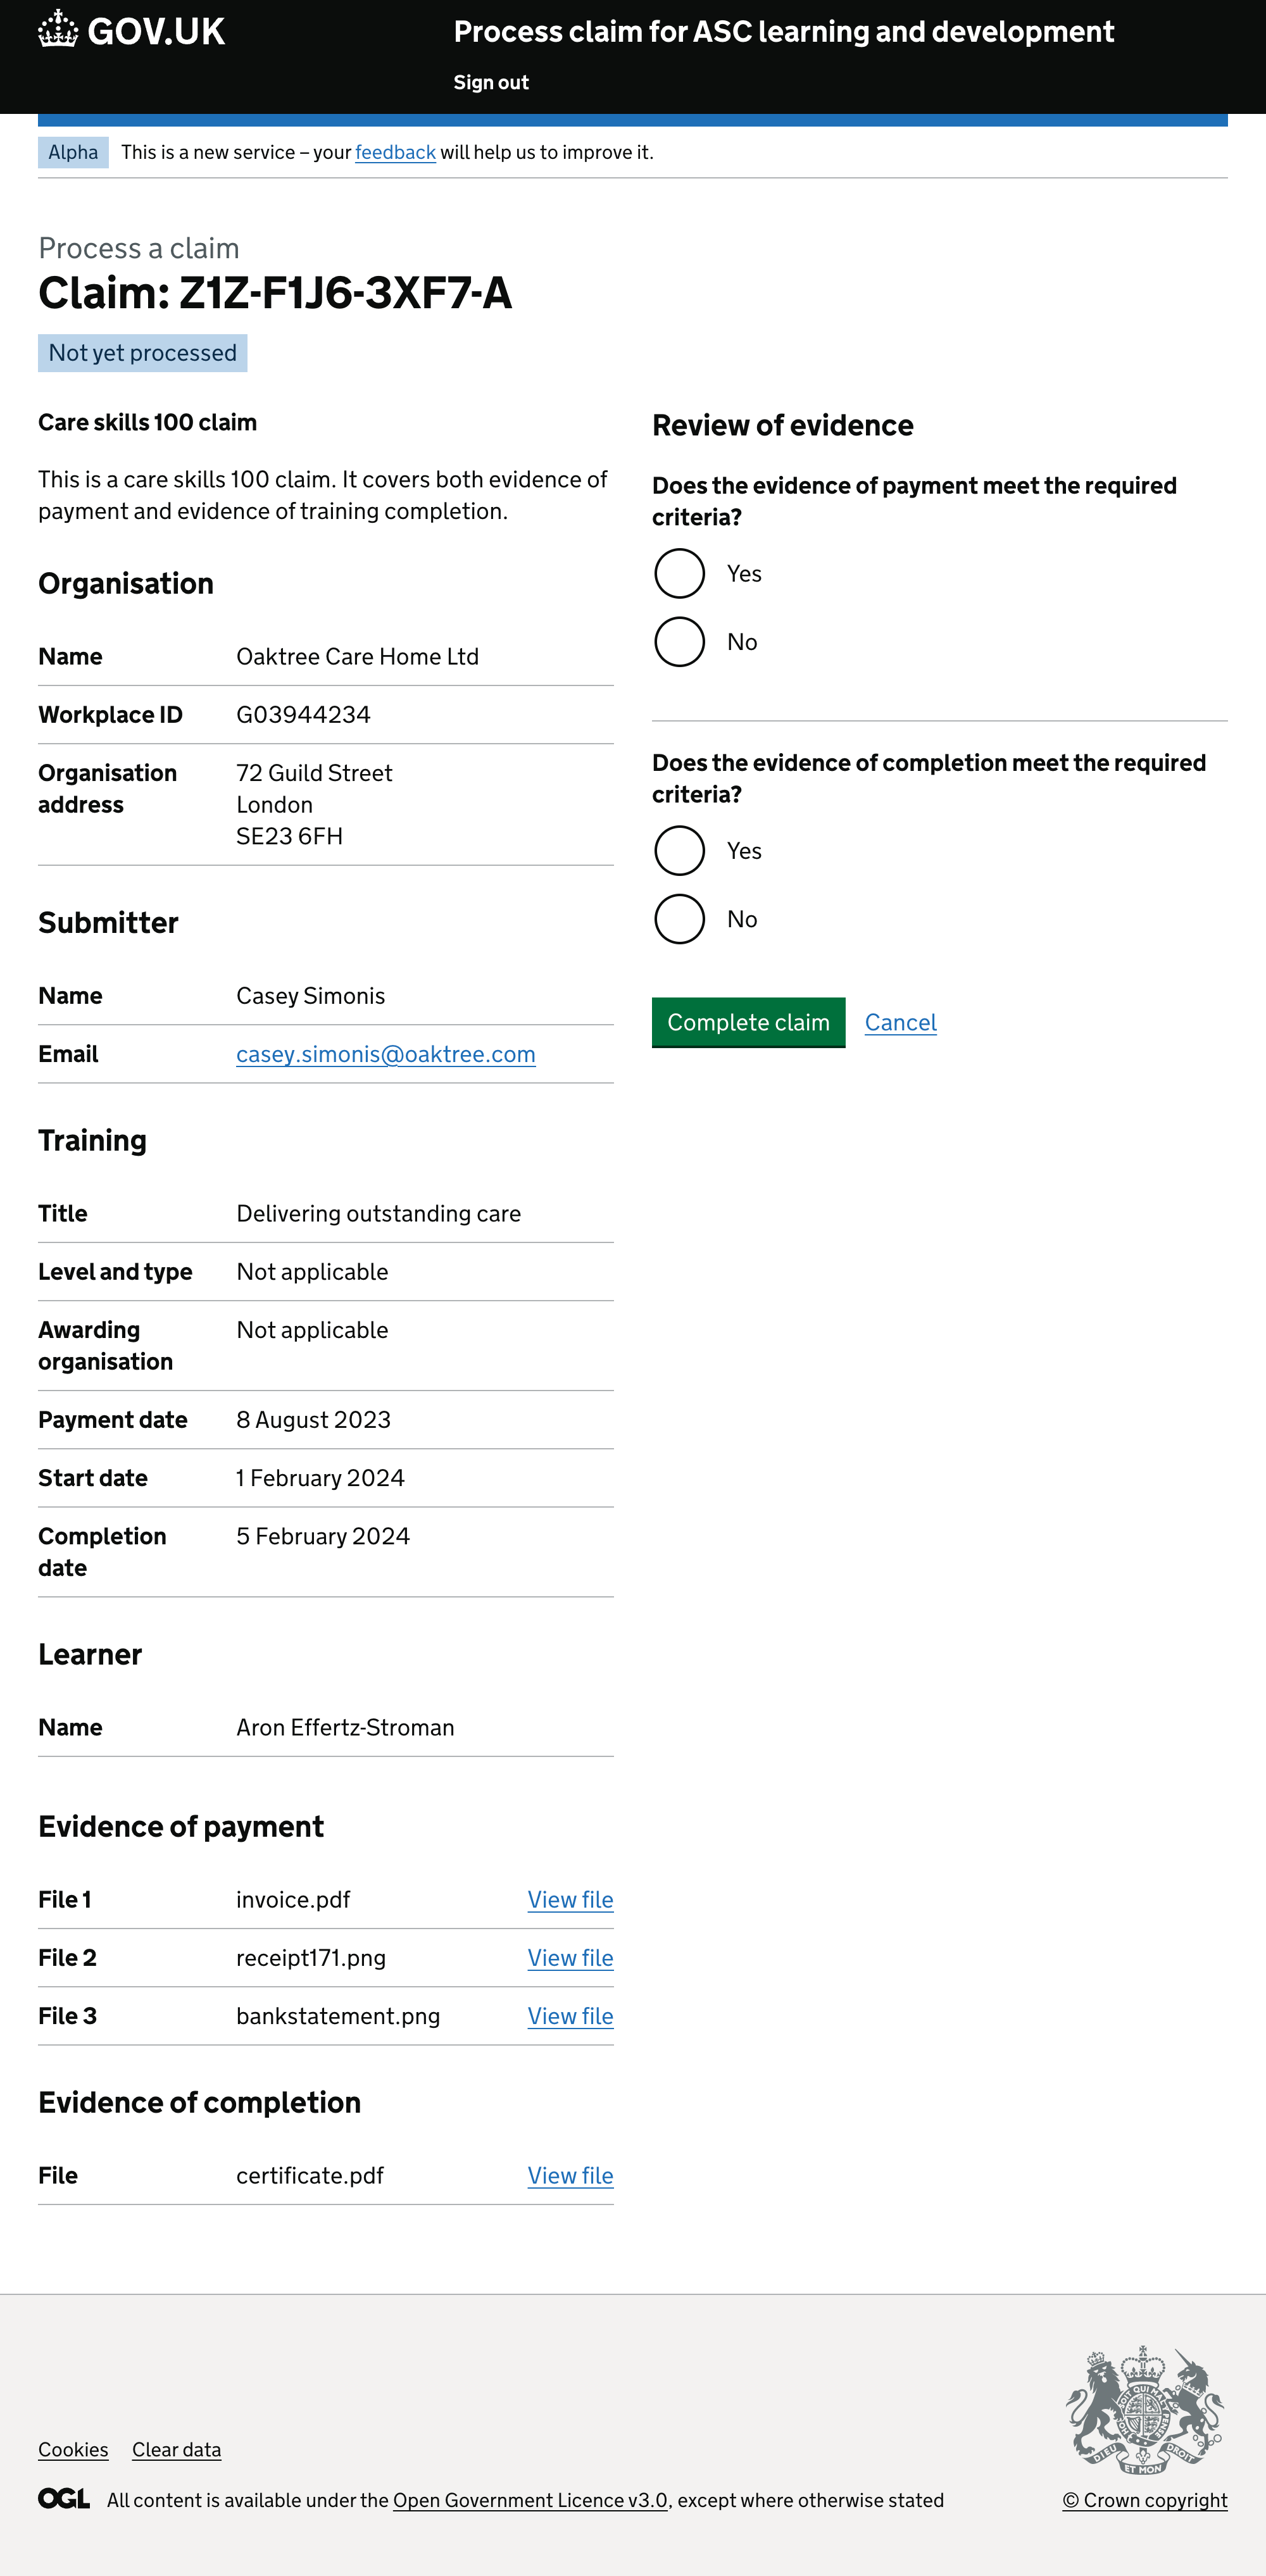 GOV.UK
Process claim for ASC learning and development
Sign out
Alpha
This is a new service – your feedback will help us to improve it.
Process a claim
Claim: Z1Z-F1J6-3XF7-A
Not yet processed
Care skills 100 claim
This is a care skills 100 claim. It covers both evidence of
payment and evidence of training completion.
Organisation
Name Oaktree Care Home Ltd
Workplace ID G03944234
Organisation address
72 Guild Street
London
SE23 6FH
Submitter
Name Casey Simonis
Email casey.simonis@oaktree.com
Training
Title Delivering outstanding care
Level and type Not applicable
Awarding organisation Not applicable
Payment date 8 August 2023
Start date 1 February 2024
Completion date 5 February 2024
Learner
Name Aron Effertz-Stroman
Evidence of payment
File 1 invoice.pdf View file
File 2 receipt171.png View file
File 3 bankstatement.png View file
Evidence of completion
File certificate.pdf View file
Review of evidence
Does the evidence of payment meet the required
criteria?
Yes
No
Does the evidence of completion meet the required
criteria?
Yes
No
Complete claim Cancel
Cookies Clear data
OGL All content is available under the Open Government Licence v3.0, except where otherwise stated
DIEU ET MON DROIT
© Crown copyright